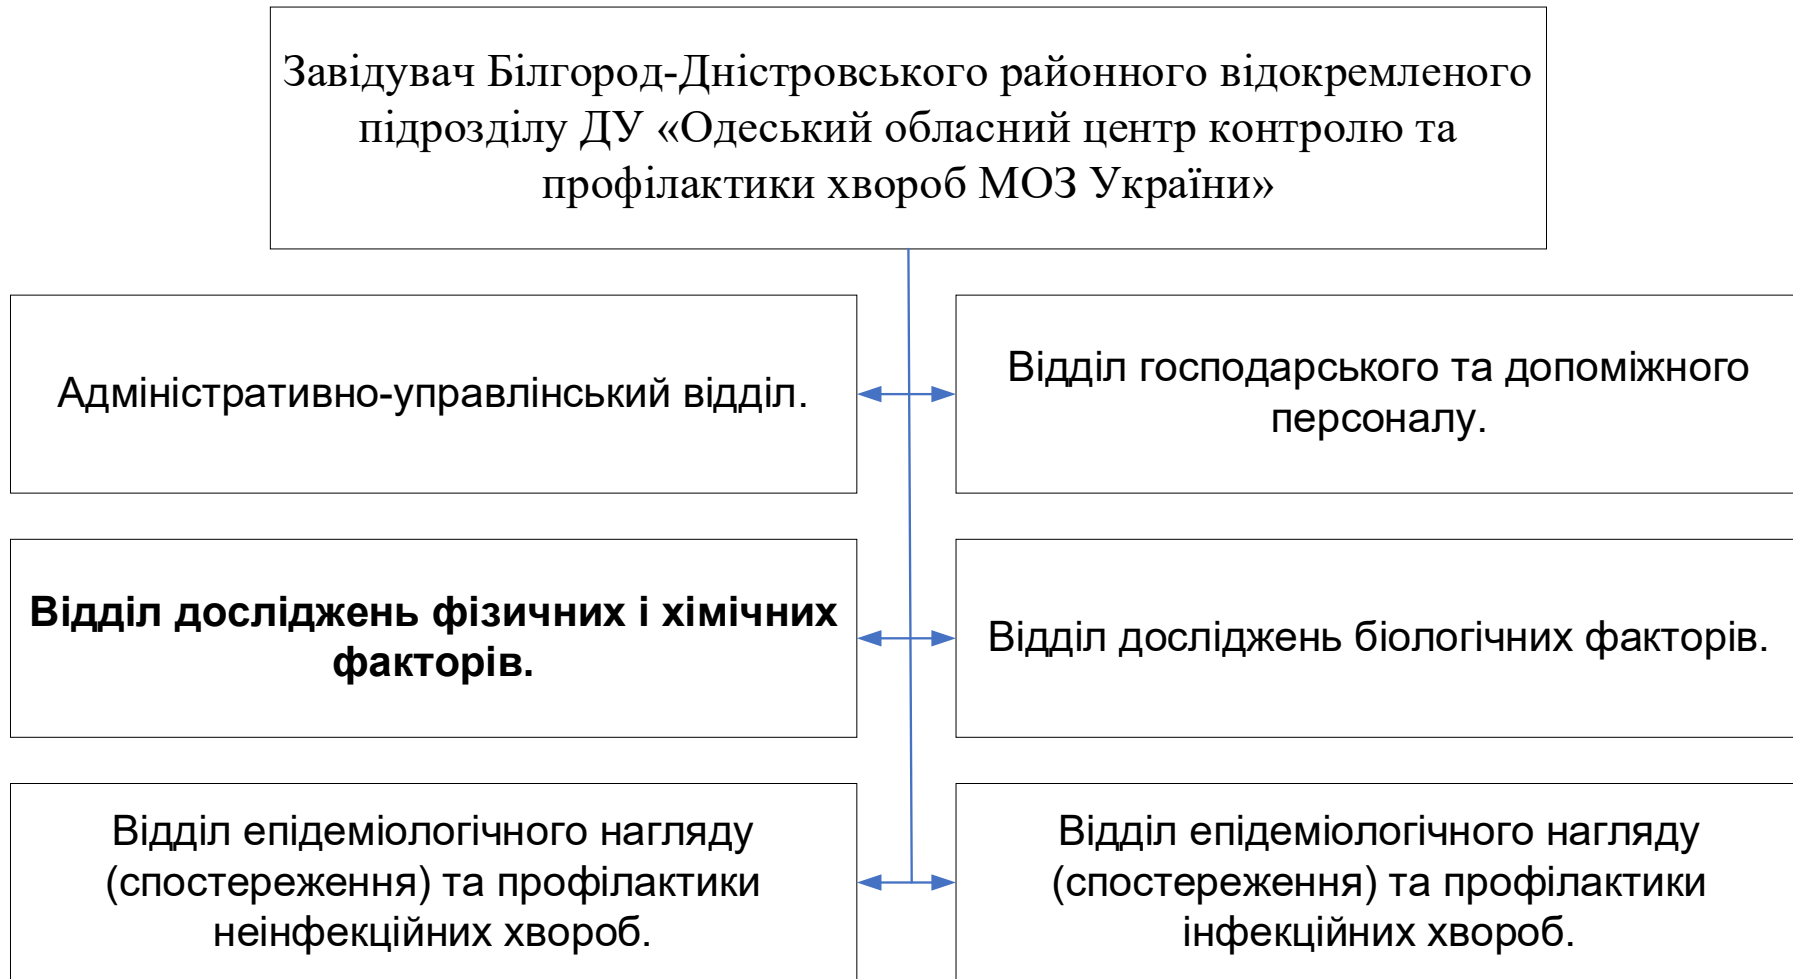 Завідувач Білгород-Дністровського районного відокремленого
підрозділу ДУ «Одеський обласний центр контролю та
профілактики хвороб МОЗ України»
Адміністративно-управлінський відділ.
Відділ господарського та допоміжного
персоналу.
Відділ досліджень фізичних і хімічних
факторів.
Відділ досліджень біологічних факторів.
Відділ епідеміологічного нагляду
(спостереження) та профілактики
неінфекційних хвороб.
Відділ епідеміологічного нагляду
(спостереження) та профілактики
інфекційних хвороб.